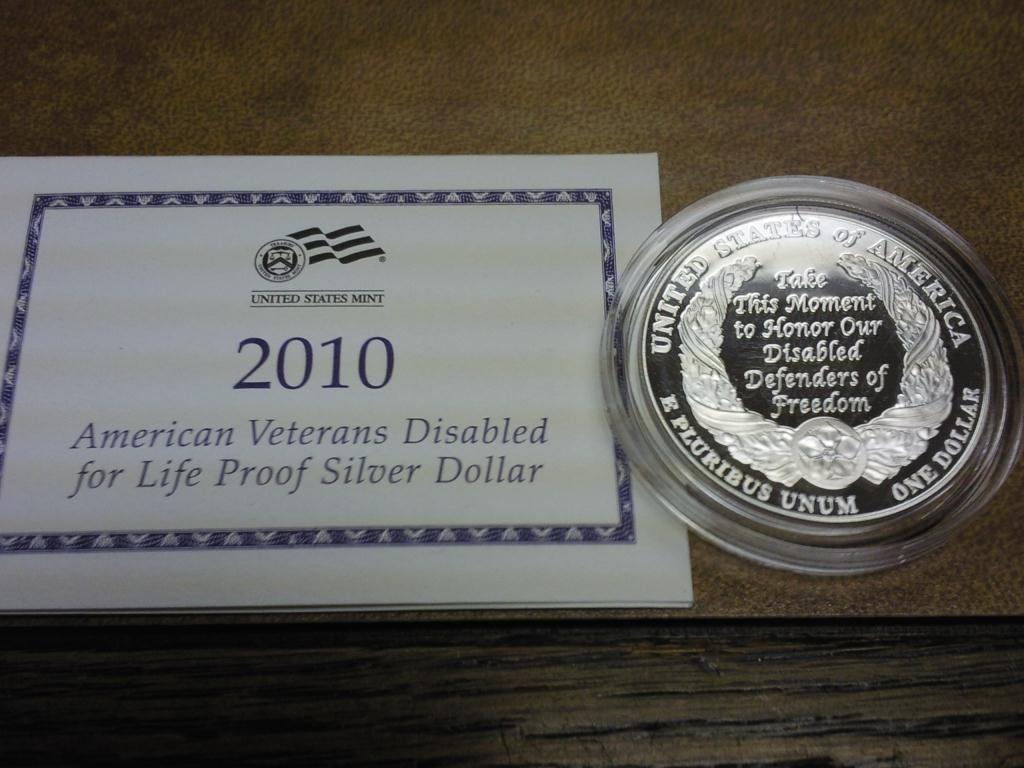 UNITED STATES MINT
2010
American Veterans Disabled
for Life Proof Silver Dollar
UNITED STATES of AMERICA
Take
This Moment
to Honor Our
Disabled
Defenders of
Freedom
E PLURIBUS UNUM
ONE DOLLAR